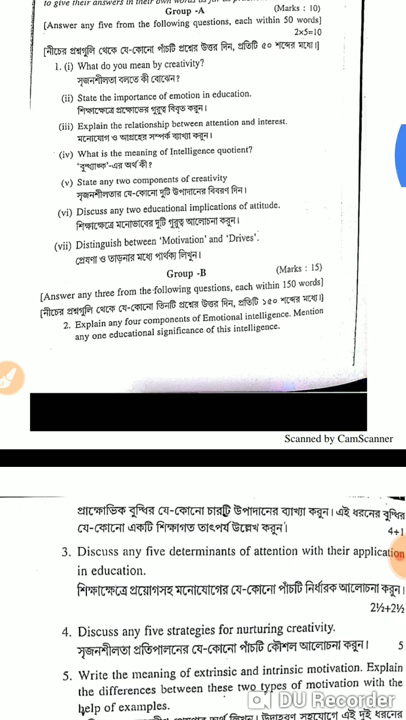 to give their answers in their own words as far as
Group -A (Marks : 10)
[Answer any five from the following questions, each within 50 words]
2×5=10
[নীচের প্রশ্নগুলি থেকে যে-কোনো পাঁচটি প্রশ্নের উত্তর দিন, প্রতিটি ৫০ শব্দের মধ্যে।]
1. (i) What do you mean by creativity?
সৃজনশীলতা বলতে কী বোঝেন?
(ii) State the importance of emotion in education.
শিক্ষাক্ষেত্রে প্রক্ষোভের গুরুত্ব বিবৃত করুন।
(iii) Explain the relationship between attention and interest.
মনোযোগ ও আগ্রহের সম্পর্ক ব্যাখ্যা করুন।
(iv) What is the meaning of Intelligence quotient?
'বুদ্ধ্যঙ্ক'-এর অর্থ কী?
(v) State any two components of creativity
সৃজনশীলতার যে-কোনো দুটি উপাদানের বিবরণ দিন।
(vi) Discuss any two educational implications of attitude.
শিক্ষাক্ষেত্রে মনোভাবের দুটি গুরুত্ব আলোচনা করুন।
(vii) Distinguish between 'Motivation' and 'Drives'.
প্রেষণা ও তাড়নার মধ্যে পার্থক্য লিখুন।
Group -B (Marks : 15)
[Answer any three from the following questions, each within 150 words]
[নীচের প্রশ্নগুলি থেকে যে-কোনো তিনটি প্রশ্নের উত্তর দিন, প্রতিটি ১৫০ শব্দের মধ্যে।]
2. Explain any four components of Emotional intelligence. Mention
any one educational significance of this intelligence.
Scanned by CamScanner
প্রাক্ষোভিক বুদ্ধির যে-কোনো চারটি উপাদানের ব্যাখ্যা করুন। এই ধরনের বুদ্ধির
যে-কোনো একটি শিক্ষাগত তাৎপর্য উল্লেখ করুন। 4+1
3. Discuss any five determinants of attention with their application
in education.
শিক্ষাক্ষেত্রে প্রয়োগসহ মনোযোগের যে-কোনো পাঁচটি নির্ধারক আলোচনা করুন।
2½+2½
4. Discuss any five strategies for nurturing creativity.
সৃজনশীলতা প্রতিপালনের যে-কোনো পাঁচটি কৌশল আলোচনা করুন। 5
5. Write the meaning of extrinsic and intrinsic motivation. Explain
the differences between these two types of motivation with the
help of examples.
DU Recorder
লিখুন। উদাহরণ সহযোগে এই দুই ধরনের